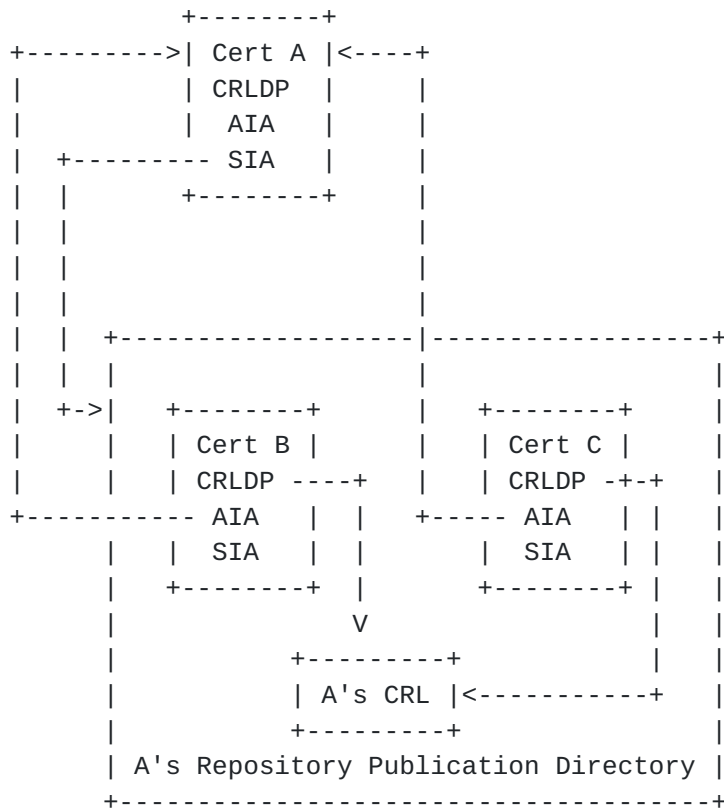 Cert A
CRLDP
AIA
SIA
Cert B Cert C
CRLDP CRLDP
AIA AIA
SIA SIA
V
A's CRL
A's Repository Publication Directory